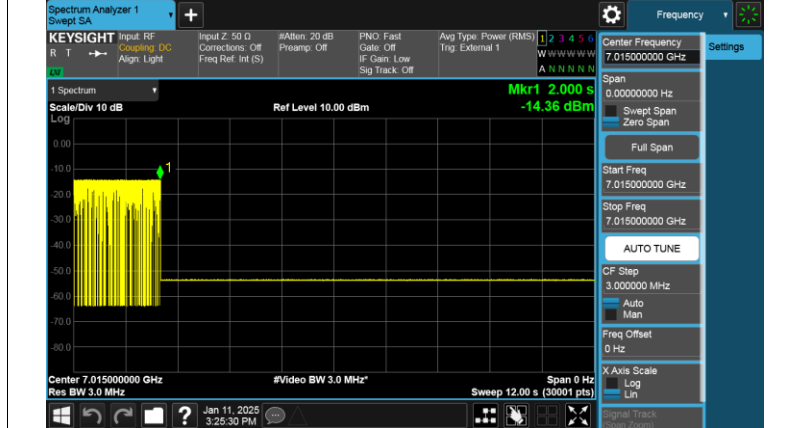 Spectrum Analyzer 1
Swept SA
Frequency
KEYSIGHT
R T
LXI
Input: RF
Coupling: DC
Align: Light
Input Z: 50 Ω
Corrections: Off
Freq Ref: Int (S)
#Atten: 20 dB
Preamp: Off
PNO: Fast
Gate: Off
IF Gain: Low
Sig Track: Off
Avg Type: Power (RMS)
Trig: External 1
1 2 3 4 5 6
W W W W W W
A N N N N N
1 Spectrum
Scale/Div 10 dB
Log
Ref Level 10.00 dBm
Mkr1 2.000 s
-14.36 dBm
1
0.00
-10.0
-20.0
-30.0
-40.0
-50.0
-60.0
-70.0
-80.0
Center 7.015000000 GHz
Res BW 3.0 MHz
#Video BW 3.0 MHz*
Span 0 Hz
Sweep 12.00 s (30001 pts)
?
Jan 11, 2025
3:25:30 PM
Center Frequency
7.015000000 GHz
Span
0.00000000 Hz
Swept Span
Zero Span
Full Span
Start Freq
7.015000000 GHz
Stop Freq
7.015000000 GHz
AUTO TUNE
CF Step
3.000000 MHz
Auto
Man
Freq Offset
0 Hz
X Axis Scale
Log
Lin
Signal Track
(Span Zoom)
Settings